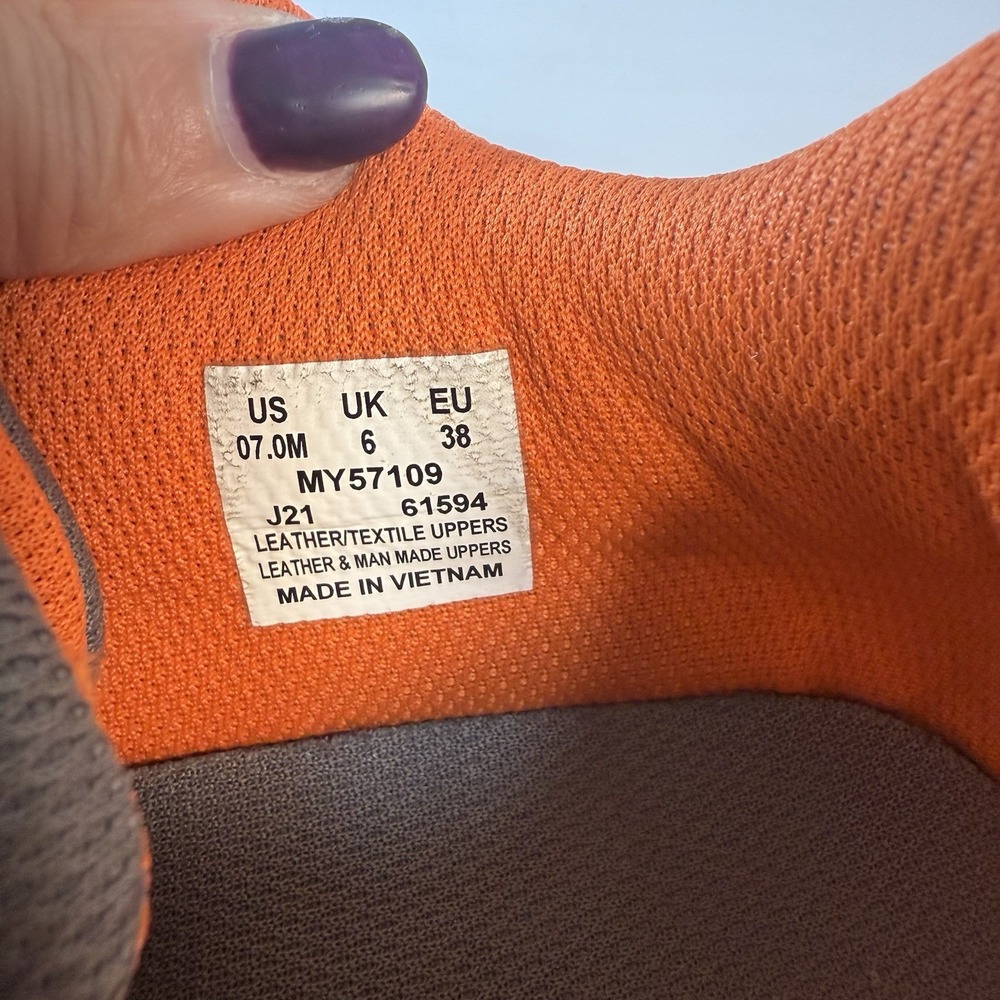 US UK EU
07.0M 6 38
MY57109
J21 61594
LEATHER/TEXTILE UPPERS
LEATHER & MAN MADE UPPERS
MADE IN VIETNAM